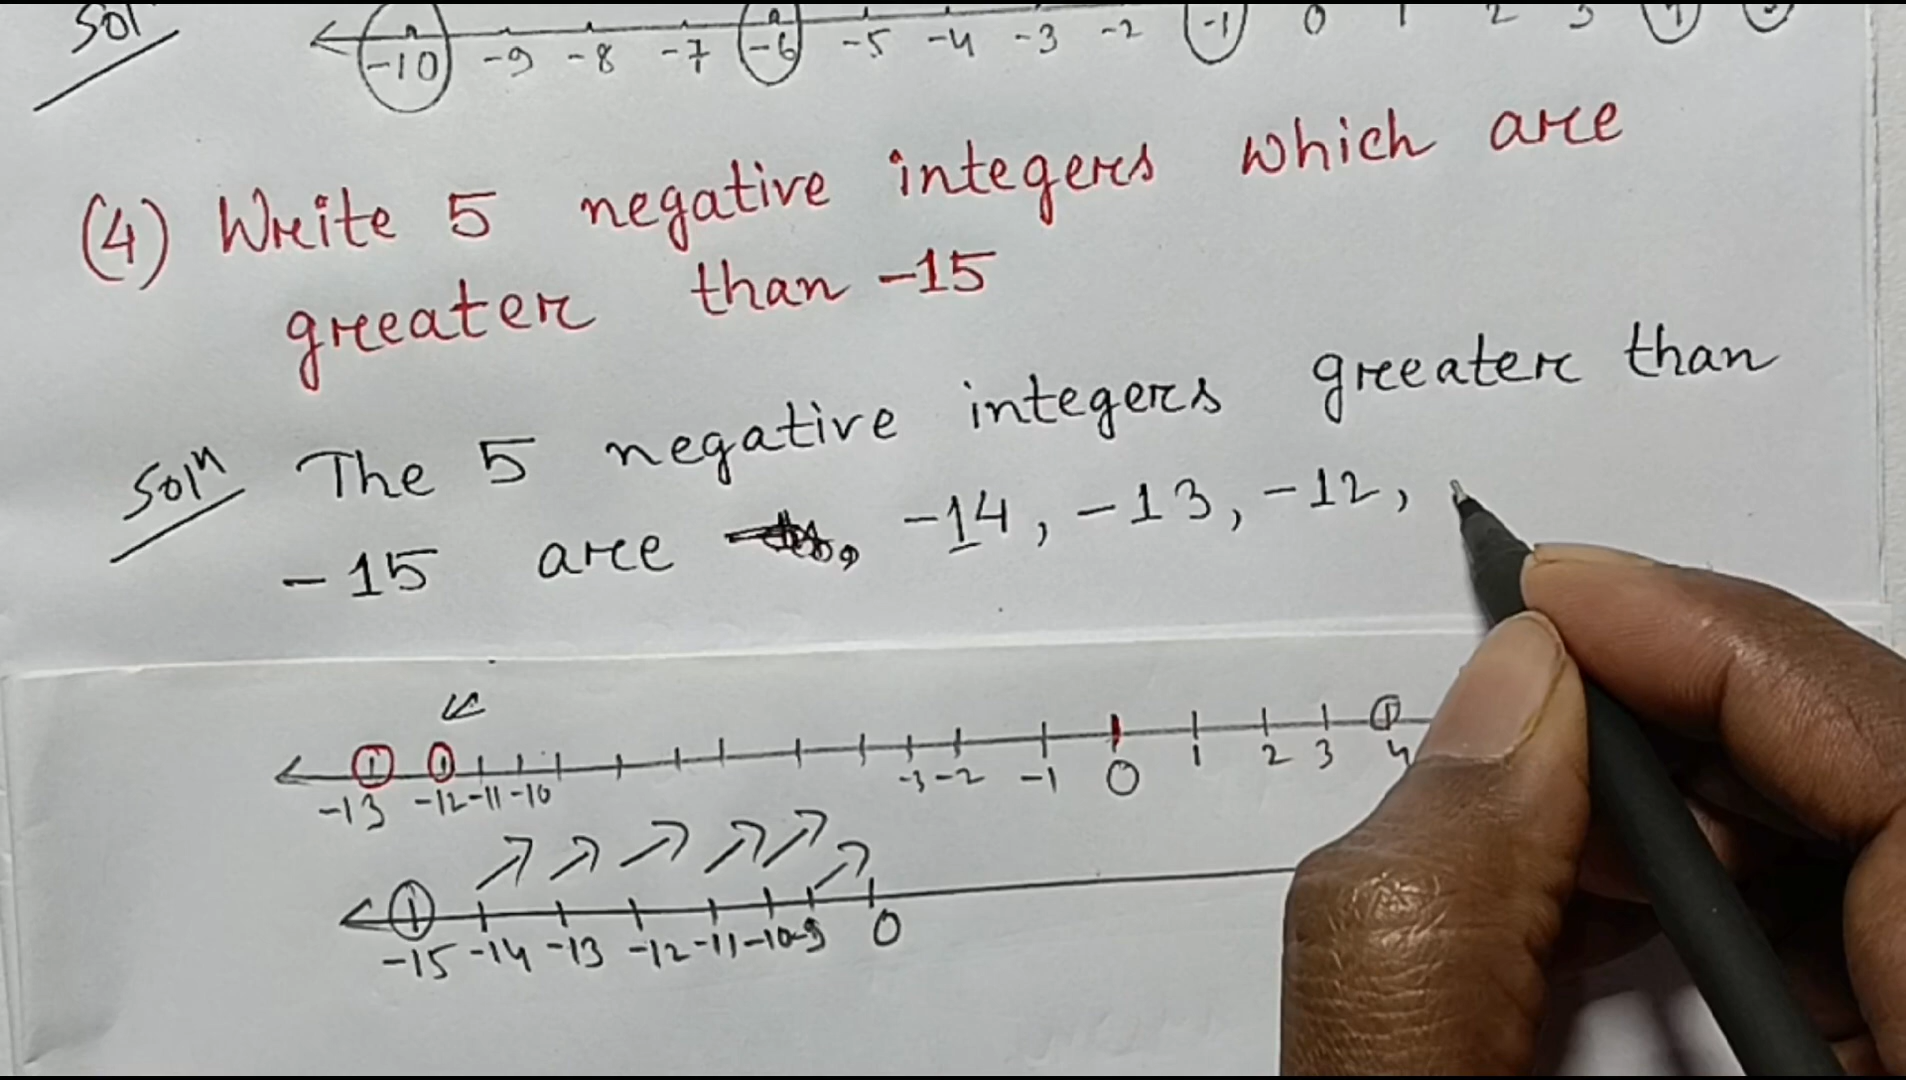 Sol
-10 -9 -8 -7 -6 -5 -4 -3 -2 -1 0 1 2 3
(4) Write 5 negative integers which are
greater than -15
Solⁿ The 5 negative integers greater than
-15 are -14, -13, -12,
-13 -12 -11 -10 -3 -2 -1 0 1 2 3 4
-15 -14 -13 -12 -11 -10 -9 0